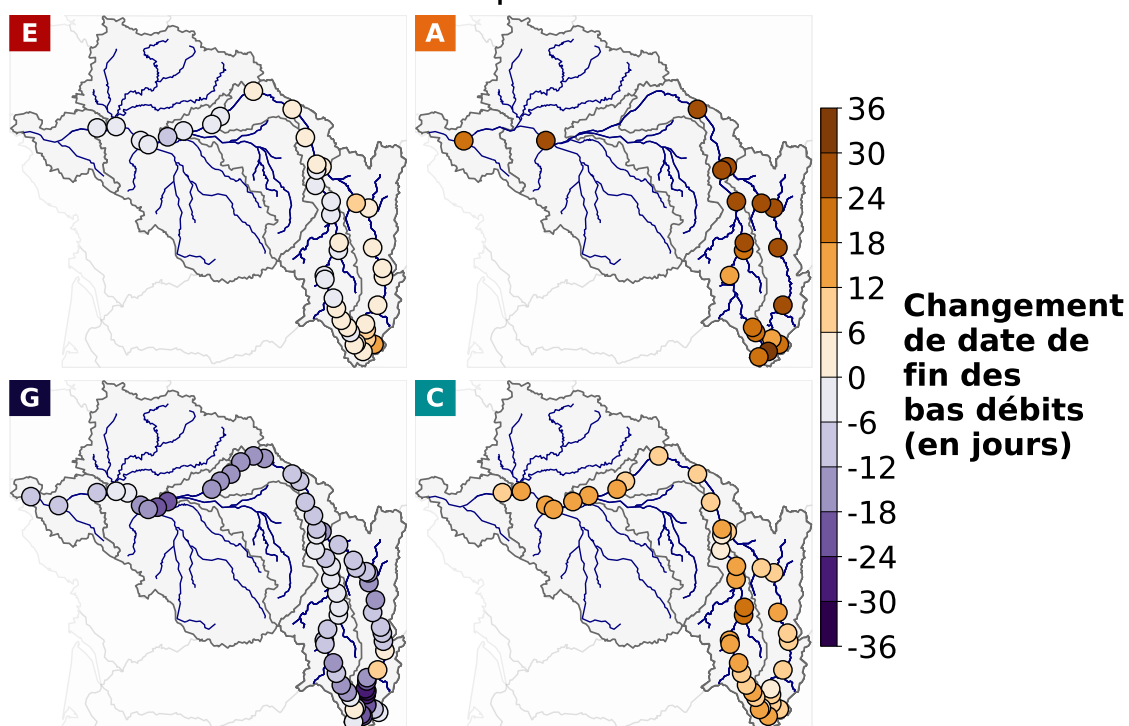 E
A
36
30
24
18
12
6
0
-6
-12
-18
-24
-30
-36
Changement
de date de
fin des
bas débits
(en jours)
G
C